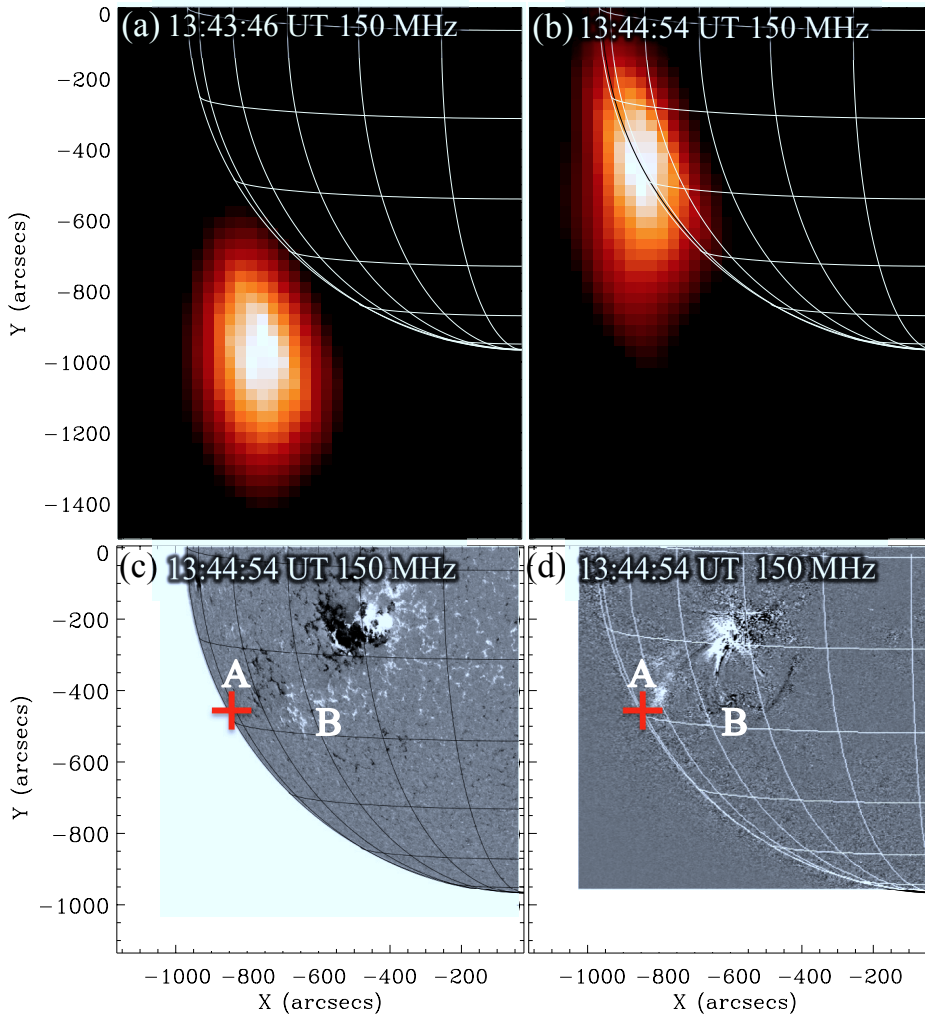 (a) 13:43:46 UT 150 MHz
(b) 13:44:54 UT 150 MHz
0
−200
−400
−600
−800
−1000
−1200
−1400
Y (arcsecs)
(c) 13:44:54 UT 150 MHz
(d) 13:44:54 UT 150 MHz
0
−200
−400
−600
−800
−1000
Y (arcsecs)
A
B
A
B
−1000 −800 −600 −400 −200
−1000 −800 −600 −400 −200
X (arcsecs)
X (arcsecs)